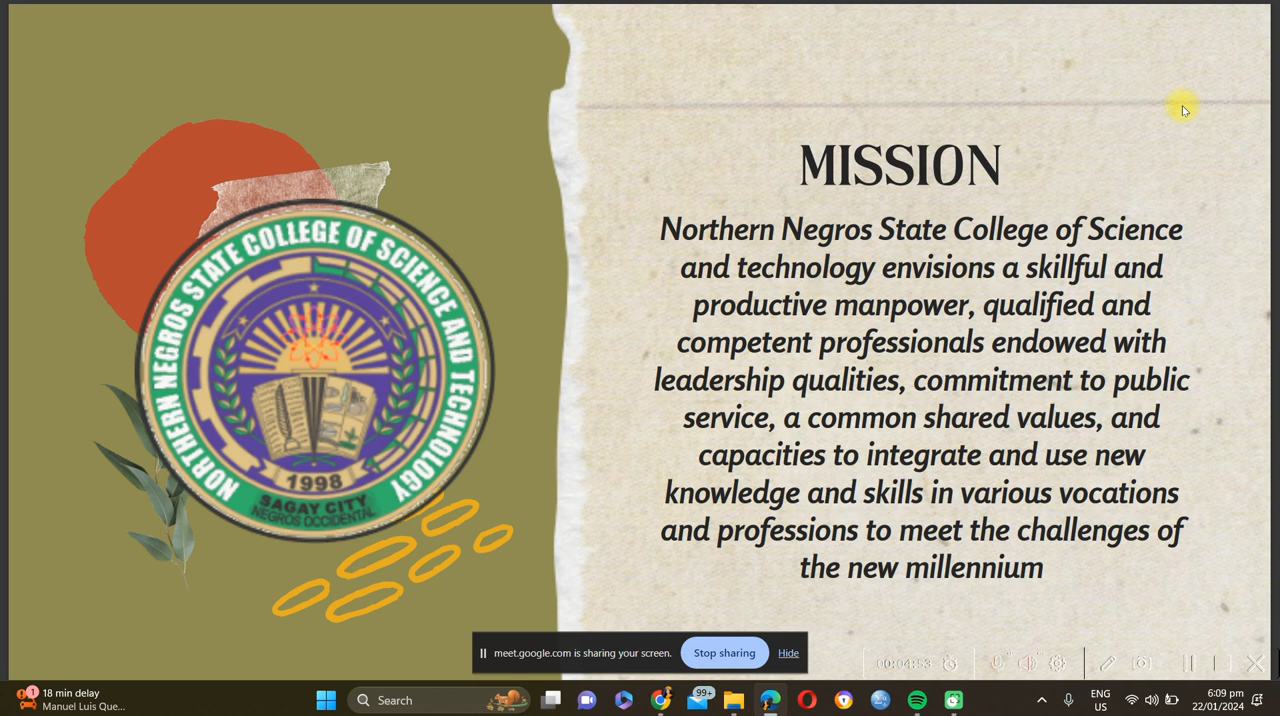 MISSION
Northern Negros State College of Science
and technology envisions a skillful and
productive manpower, qualified and
competent professionals endowed with
leadership qualities, commitment to public
service, a common shared values, and
capacities to integrate and use new
knowledge and skills in various vocations
and professions to meet the challenges of
the new millennium
NORTHERN NEGROS STATE COLLEGE OF SCIENCE AND TECHNOLOGY
1998
SAGAY CITY
NEGROS OCCIDENTAL
meet.google.com is sharing your screen.
Stop sharing
Hide
00:04:53
1
18 min delay
Manuel Luis Que...
Search
99+
ENG
US
6:09 pm
22/01/2024